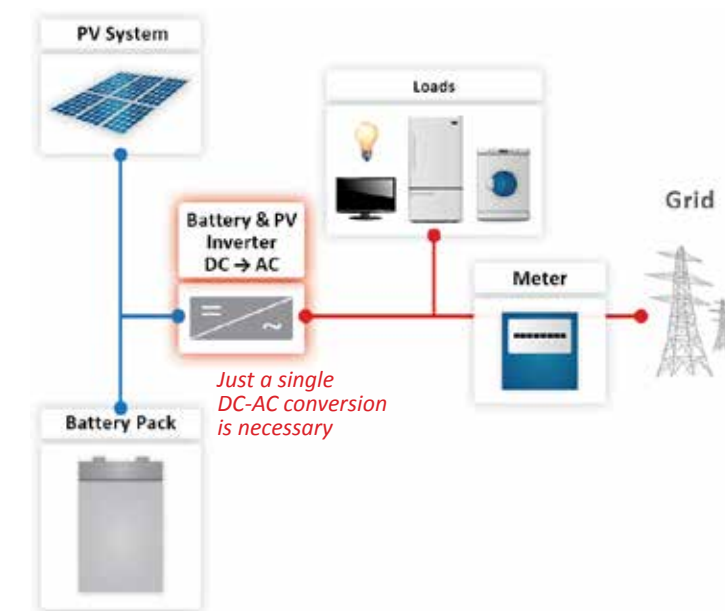 PV System
Loads
Battery & PV
Inverter
DC → AC
Grid
Meter
Just a single
DC-AC conversion
is necessary
Battery Pack